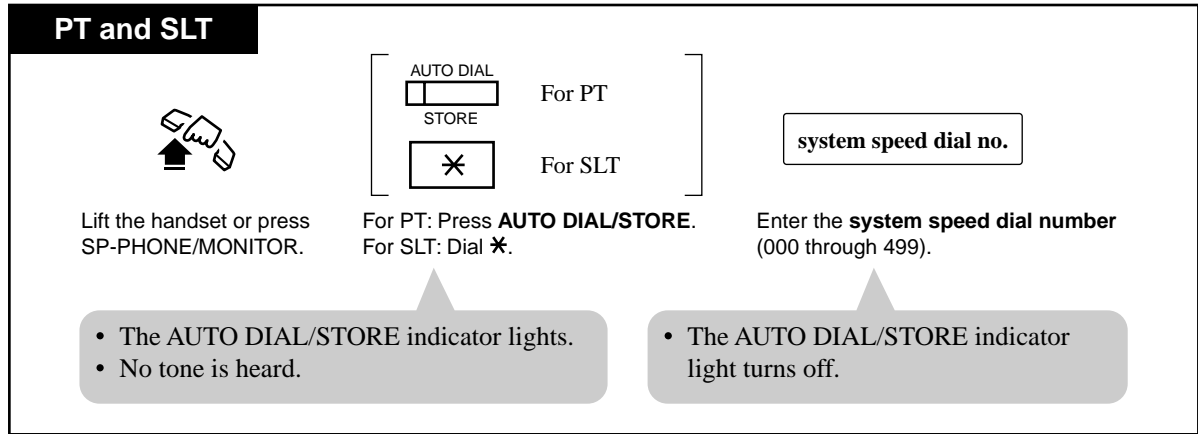 PT and SLT
AUTO DIAL
For PT
STORE
For SLT
system speed dial no.
Lift the handset or press
SP-PHONE/MONITOR.
For PT: Press AUTO DIAL/STORE.
For SLT: Dial *.
Enter the system speed dial number
(000 through 499).
• The AUTO DIAL/STORE indicator lights.
• No tone is heard.
• The AUTO DIAL/STORE indicator
light turns off.